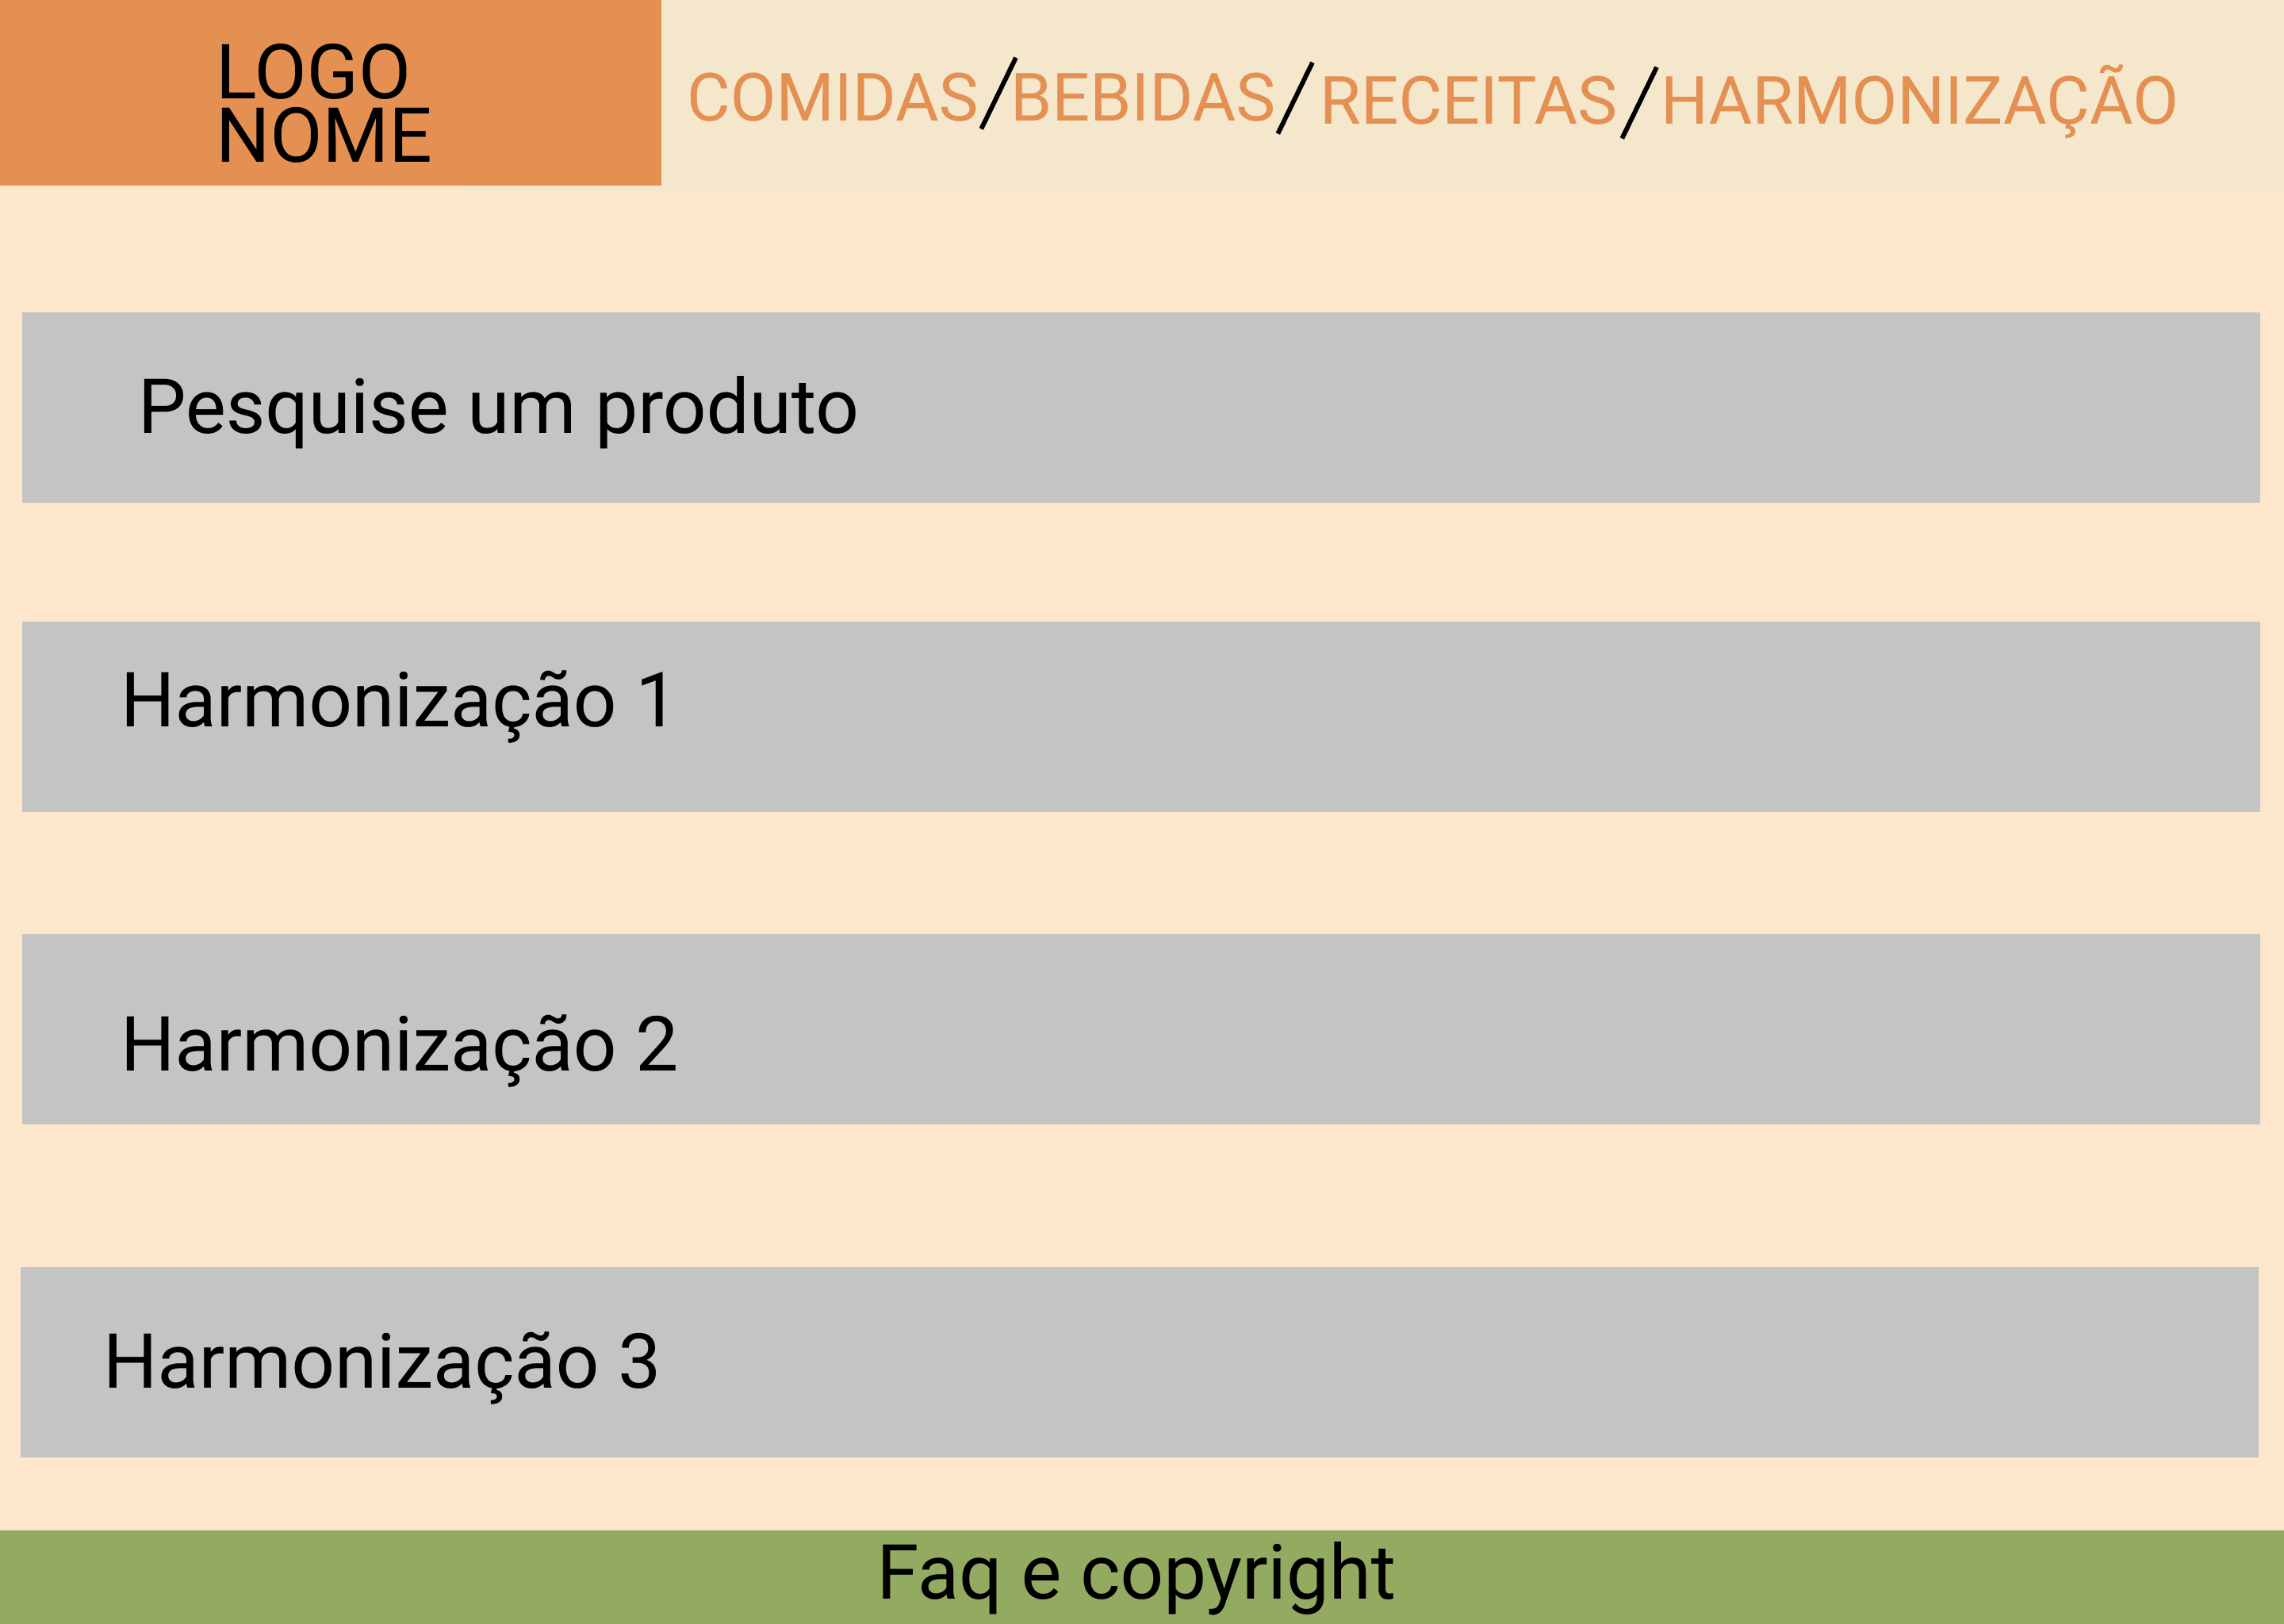 LOGO
NOME
COMIDAS/BEBIDAS/RECEITAS/HARMONIZAÇÃO
Pesquise um produto
Harmonização 1
Harmonização 2
Harmonização 3
Faq e copyright